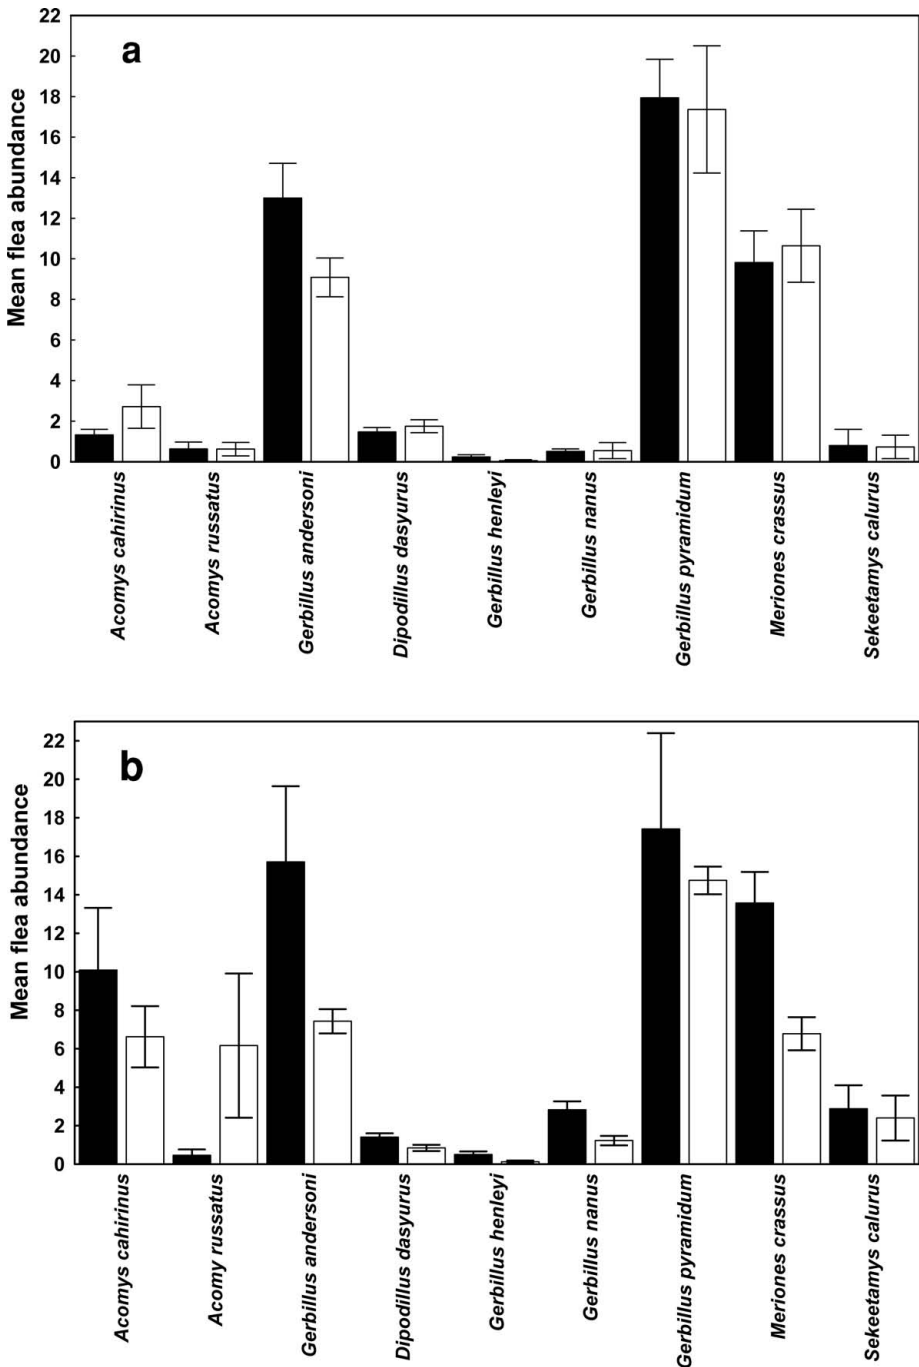 22
20
18
16
14
12
10
8
6
4
2
0
Mean flea abundance
a
Acomys cahirinus
Acomys russatus
Gerbillus andersoni
Dipodillus dasyurus
Gerbillus henleyi
Gerbillus nanus
Gerbillus pyramidum
Meriones crassus
Sekeetamys calurus
22
20
18
16
14
12
10
8
6
4
2
0
Mean flea abundance
b
Acomys cahirinus
Acomy russatus
Gerbillus andersoni
Dipodillus dasyurus
Gerbillus henleyi
Gerbillus nanus
Gerbillus pyramidum
Meriones crassus
Sekeetamys calurus